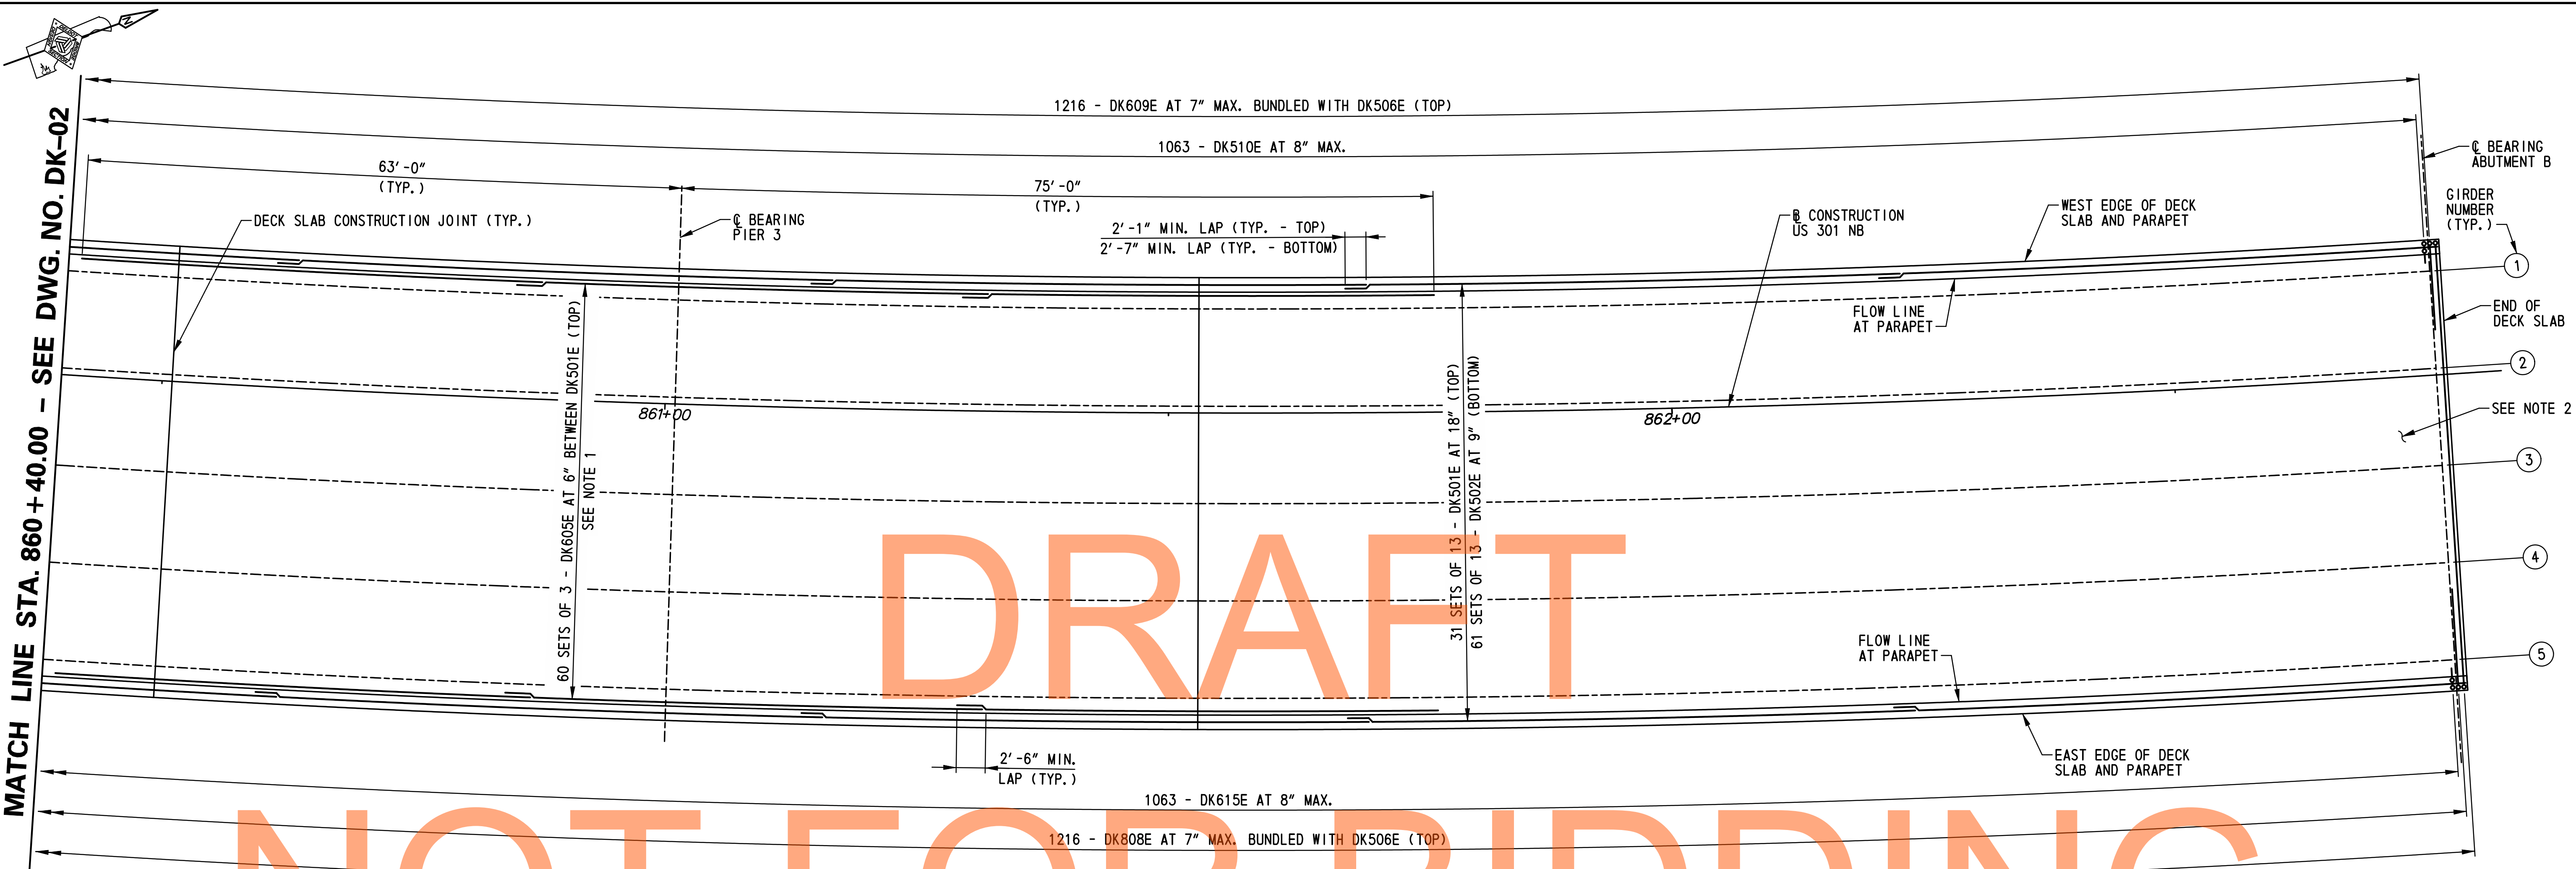 N
1216 - DK609E AT 7" MAX. BUNDLED WITH DK506E (TOP)
1063 - DK510E AT 8" MAX.
63'-0"
(TYP.)
75'-0"
(TYP.)
DECK SLAB CONSTRUCTION JOINT (TYP.)
℄ BEARING
PIER 3
2'-1" MIN. LAP (TYP. - TOP)
2'-7" MIN. LAP (TYP. - BOTTOM)
B CONSTRUCTION
US 301 NB
WEST EDGE OF DECK
SLAB AND PARAPET
℄ BEARING
ABUTMENT B
GIRDER
NUMBER
(TYP.)
1
END OF
DECK SLAB
FLOW LINE
AT PARAPET
2
SEE NOTE 2
861+00
862+00
3
4
5
MATCH LINE STA. 860+40.00 - SEE DWG. NO. DK-02
60 SETS OF 3 - DK605E AT 6" BETWEEN DK501E (TOP)
SEE NOTE 1
31 SETS OF 13 - DK501E AT 18" (TOP)
61 SETS OF 13 - DK502E AT 9" (BOTTOM)
DRAFT
FLOW LINE
AT PARAPET
2'-6" MIN.
LAP (TYP.)
EAST EDGE OF DECK
SLAB AND PARAPET
1063 - DK615E AT 8" MAX.
1216 - DK808E AT 7" MAX. BUNDLED WITH DK506E (TOP)
NOT FOR BIDDING